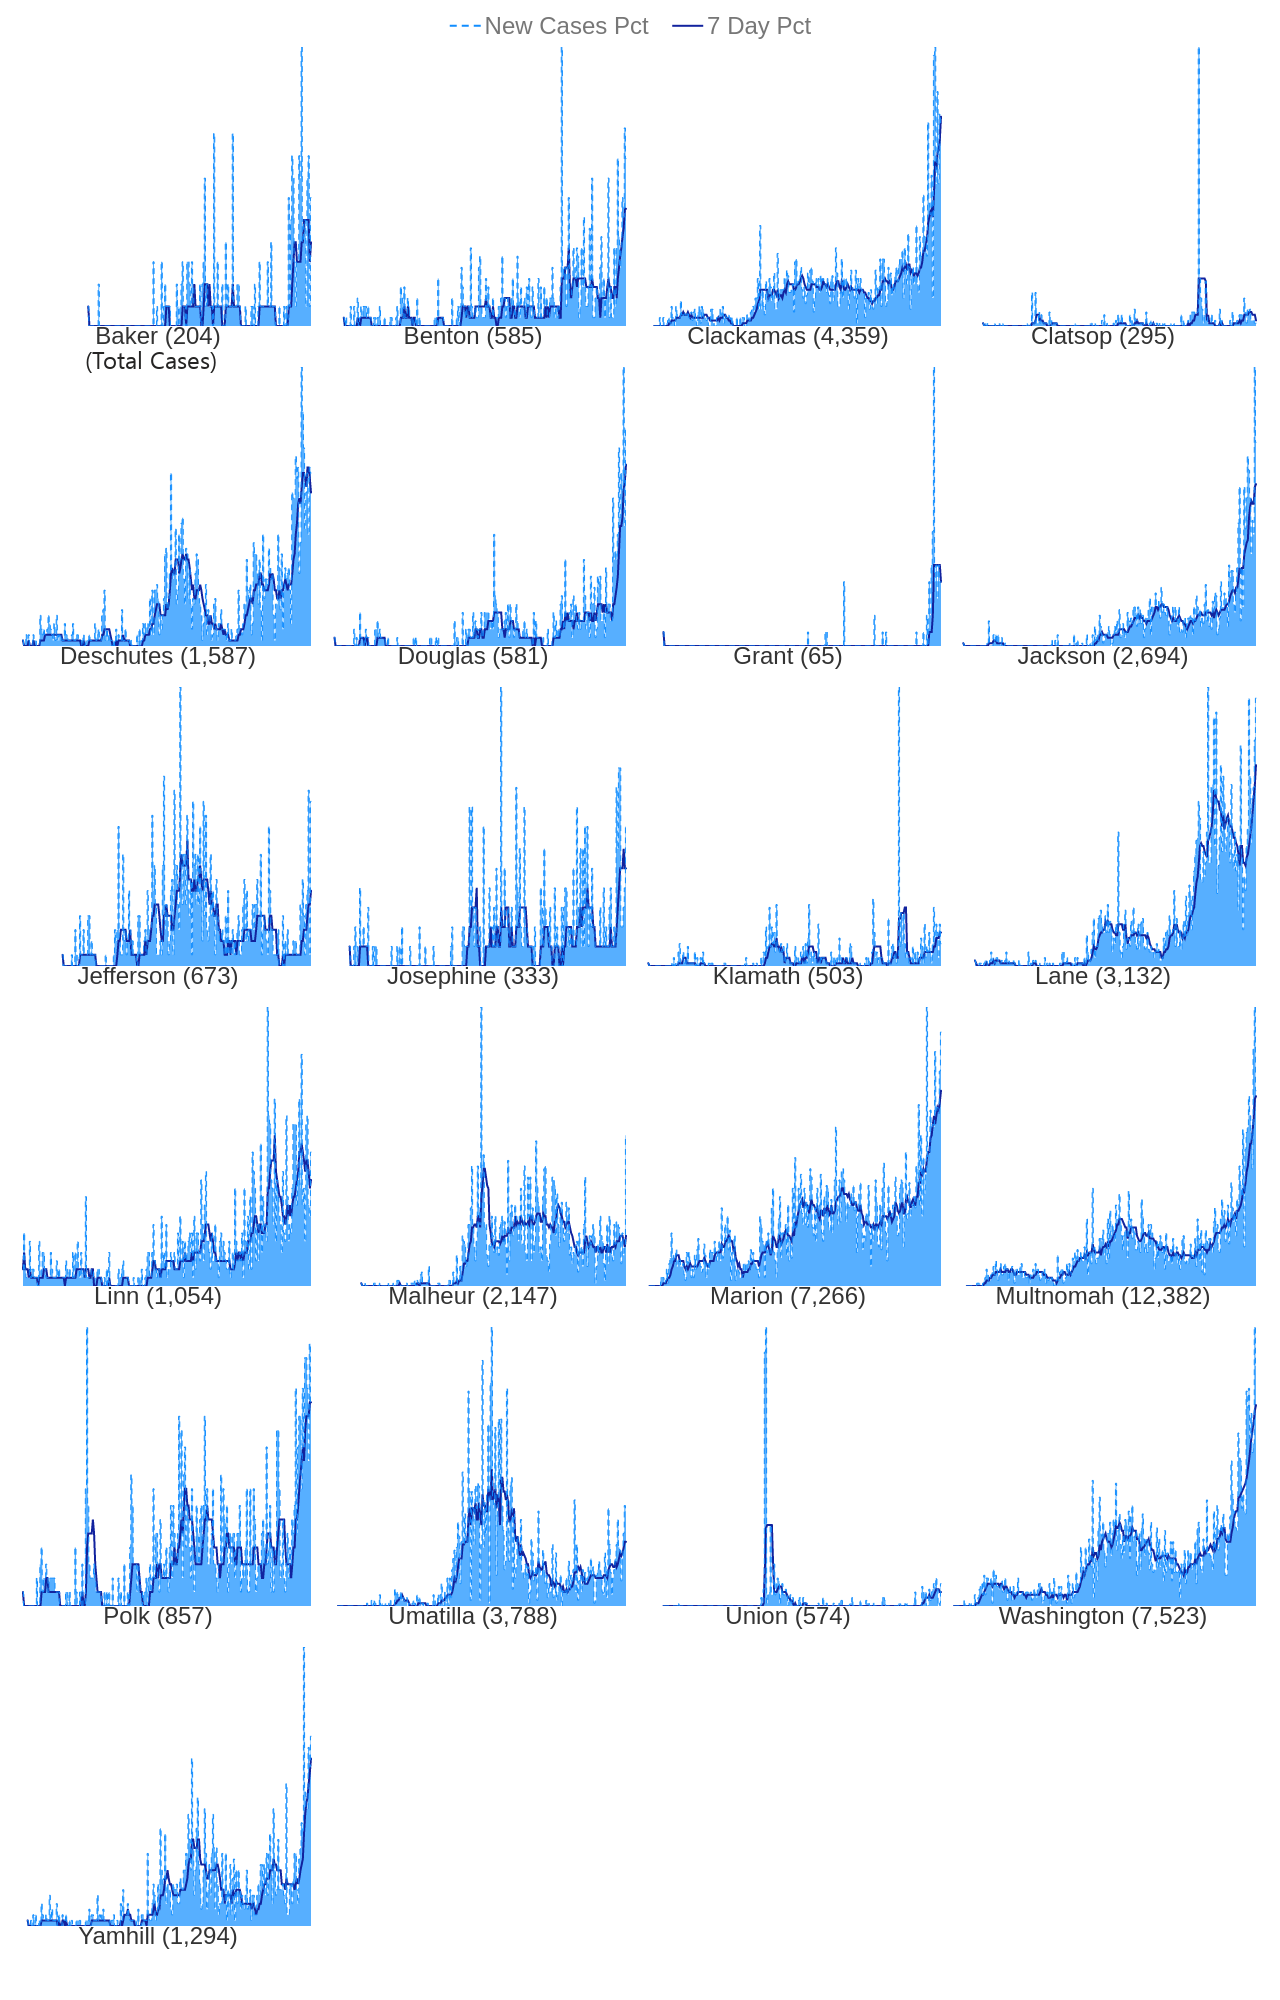 New Cases Pct 7 Day Pct
Baker (204) Benton (585) Clackamas (4,359) Clatsop (295)
(Total Cases)
Deschutes (1,587) Douglas (581) Grant (65) Jackson (2,694)
Jefferson (673) Josephine (333) Klamath (503) Lane (3,132)
Linn (1,054) Malheur (2,147) Marion (7,266) Multnomah (12,382)
Polk (857) Umatilla (3,788) Union (574) Washington (7,523)
Yamhill (1,294)